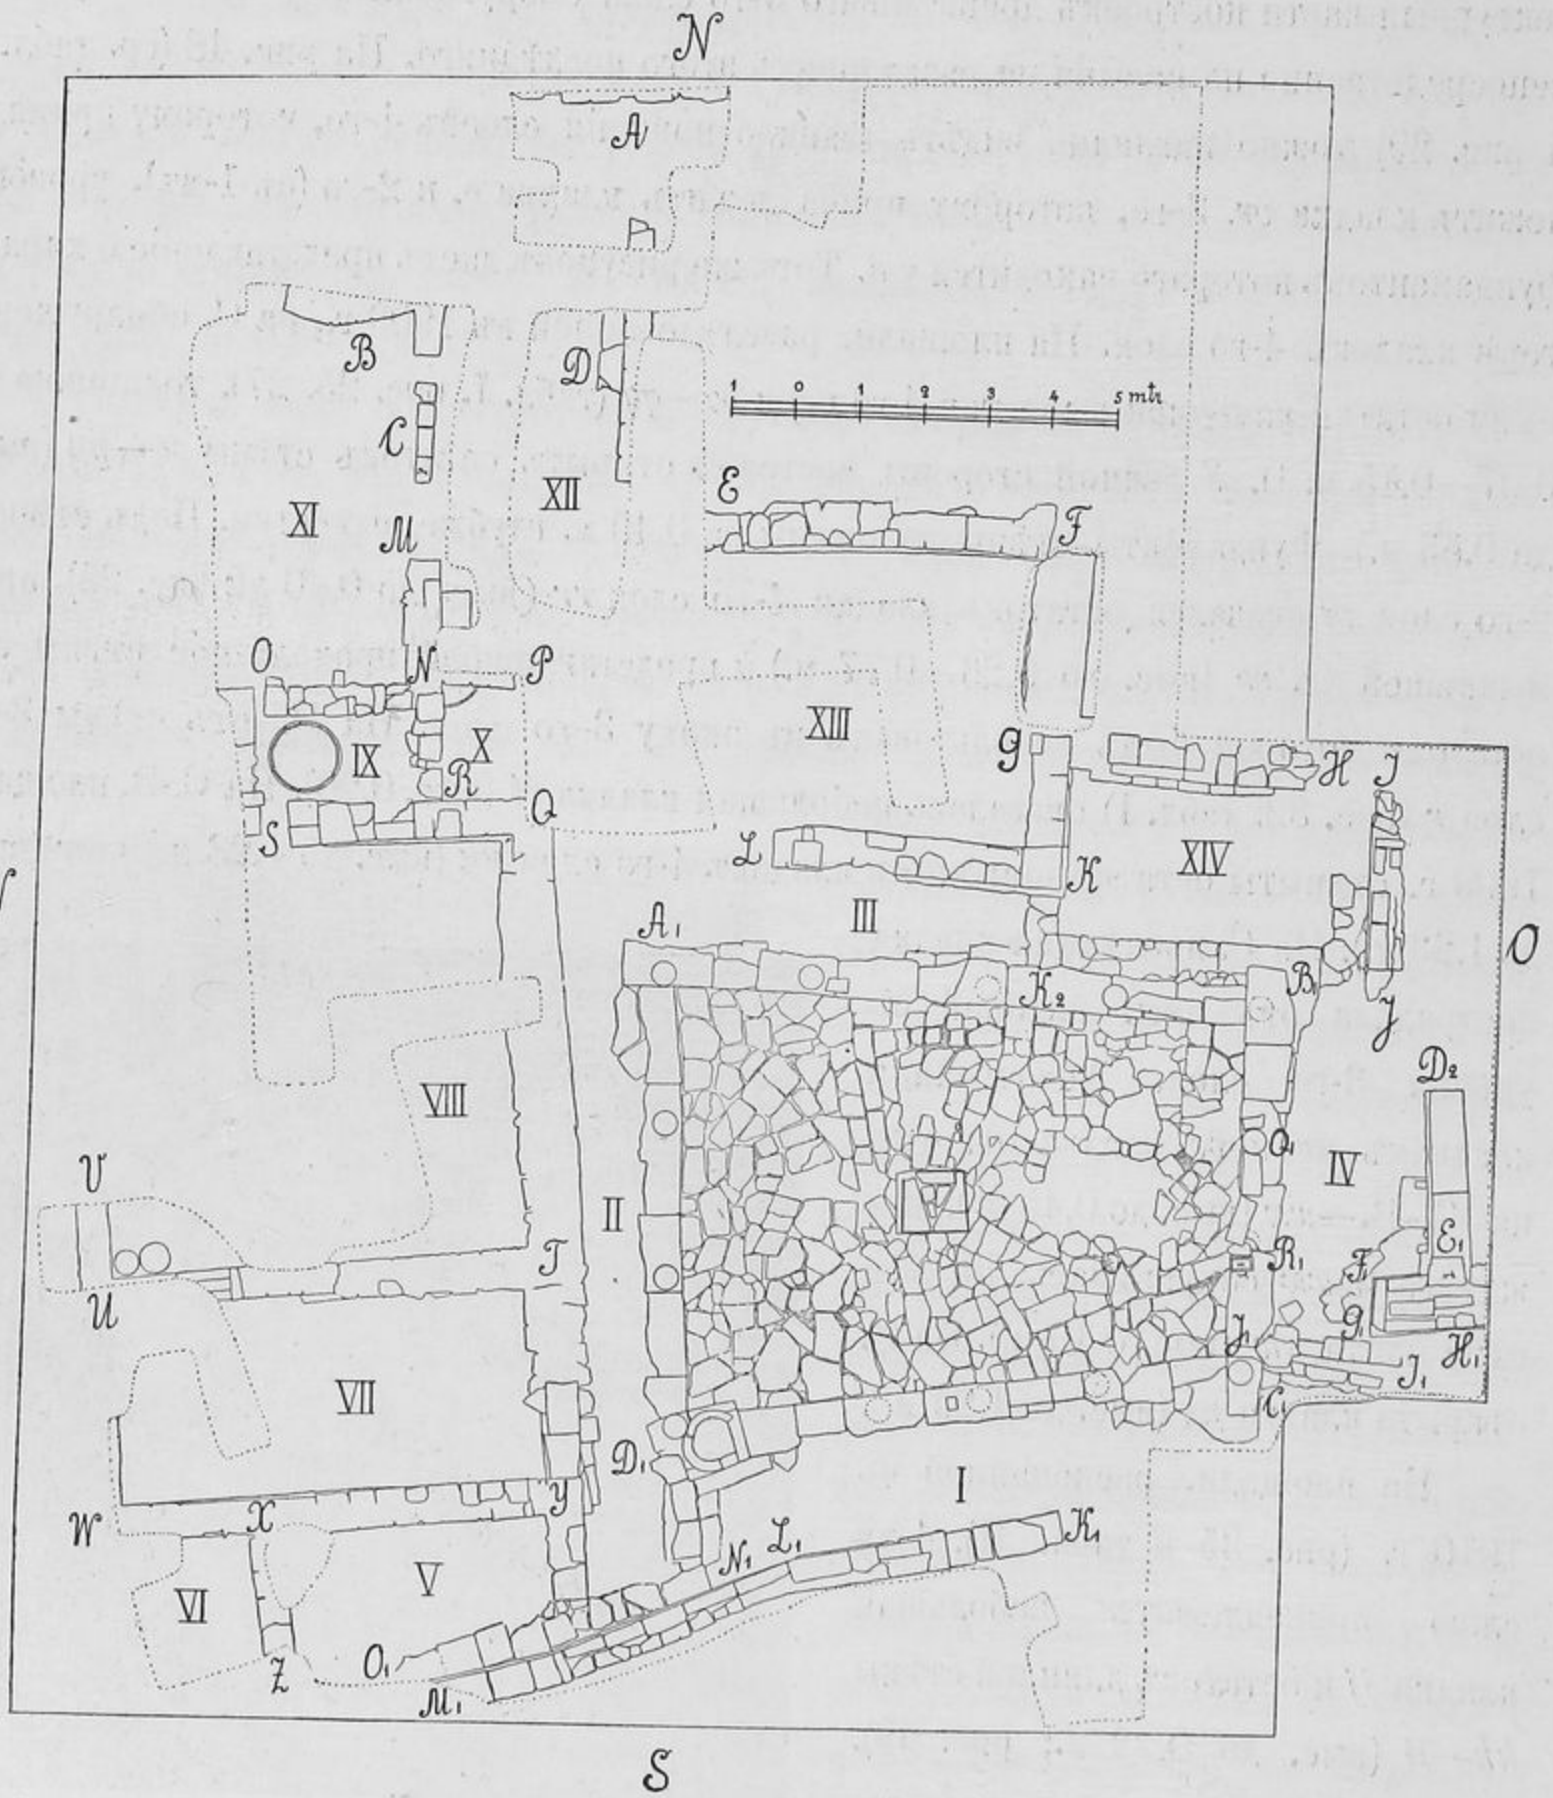 N
A
B
D
1 0 1 2 3 4 5 mtr
C
E
XI
XII
M
F
O
N
P
XIII
G
IX
X
H
J
R
Q
S
L
K
XIV
III
A₁
O
K₂
B₁
J
D₂
VIII
Q₁
IV
V
II
E₁
T
R₁
F₁
U
G₁
J₁
H₁
VII
J₁
C₁
D₁
I
W
X
Y
K₁
L₁
N₁
VI
V
O₁
Z
M₁
S